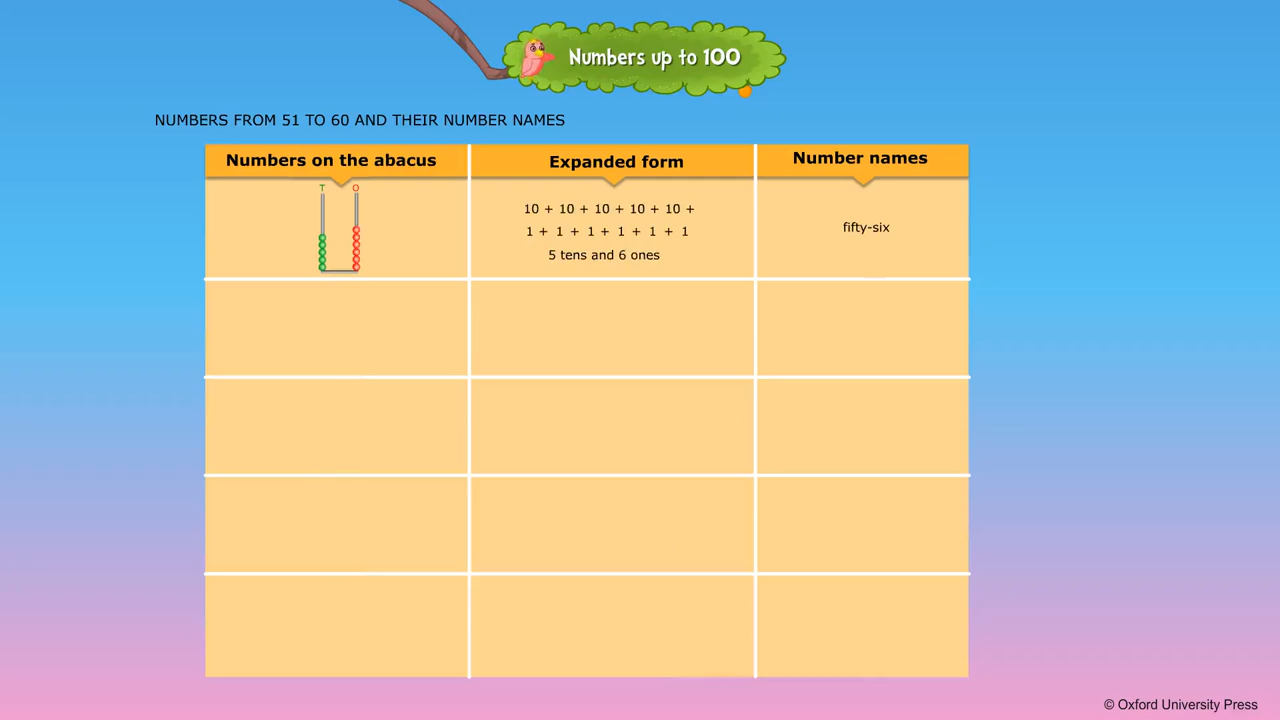 Numbers up to 100
NUMBERS FROM 51 TO 60 AND THEIR NUMBER NAMES
Numbers on the abacus
Expanded form
Number names
T O
10 + 10 + 10 + 10 + 10 +
1 + 1 + 1 + 1 + 1 + 1
5 tens and 6 ones
fifty-six
© Oxford University Press